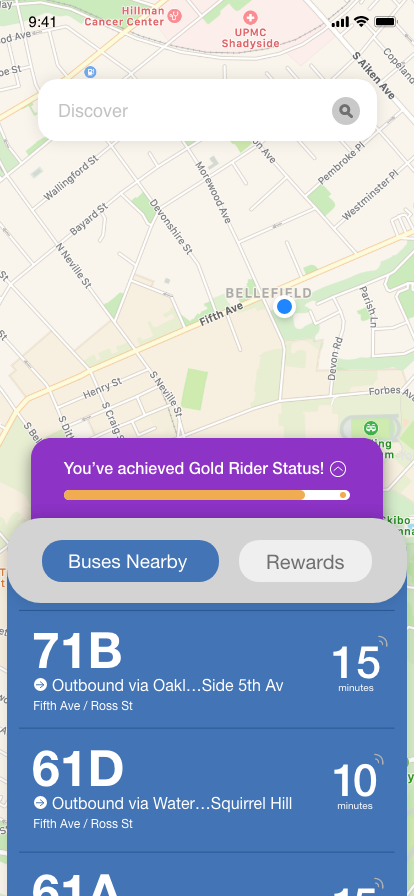 9:41
Hillman
Cancer Center
UPMC
Shadyside
S Aiken Ave
Discover
Wallingford St
Bayard St
N Neville St
Devonshire St
Morewood Ave
Pembroke Pl
Westminster Pl
BELLEFIELD
Fifth Ave
Parish Ln
Devon Rd
Henry St
S Neville St
S Craig S
Forbes Av
You've achieved Gold Rider Status!
Buses Nearby
Rewards
71B
Outbound via Oakl...Side 5th Av
Fifth Ave / Ross St
15
minutes
61D
Outbound via Water...Squirrel Hill
Fifth Ave / Ross St
10
minutes
61A
15